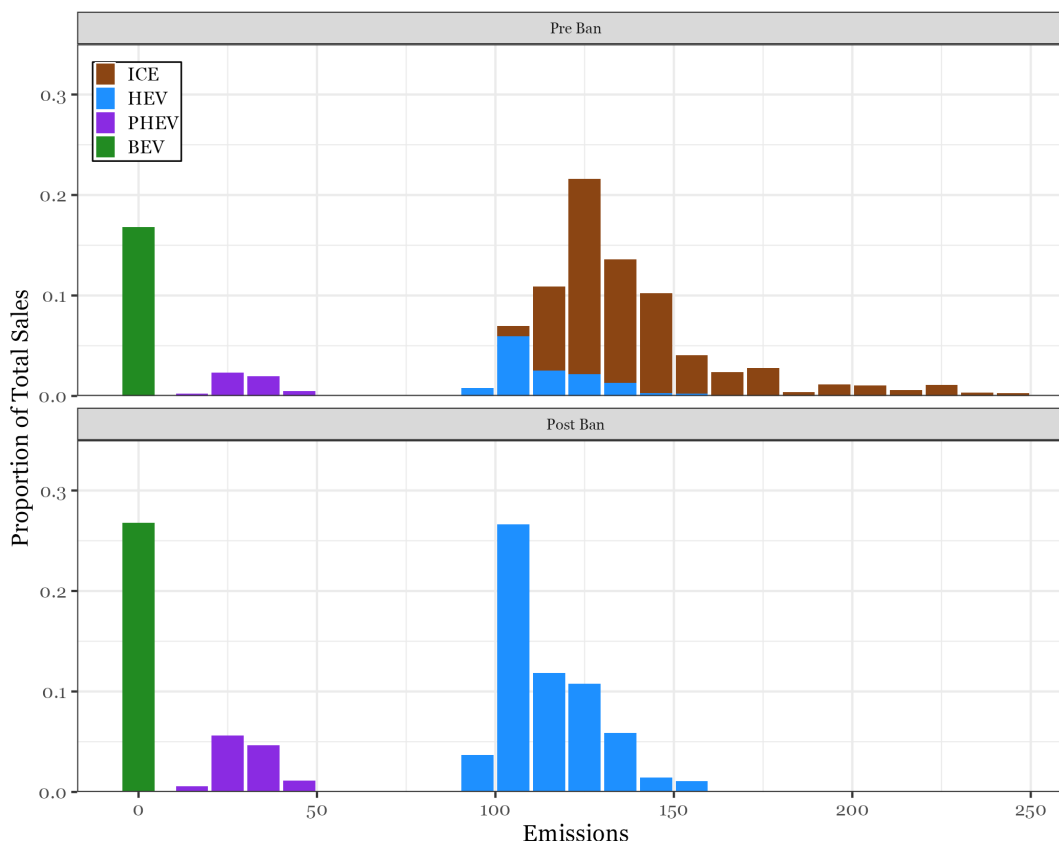 Pre Ban
ICE
HEV
PHEV
BEV
0.3
0.2
0.1
0.0
Post Ban
0.3
0.2
0.1
0.0
0
50
100
150
200
250
Emissions
Proportion of Total Sales